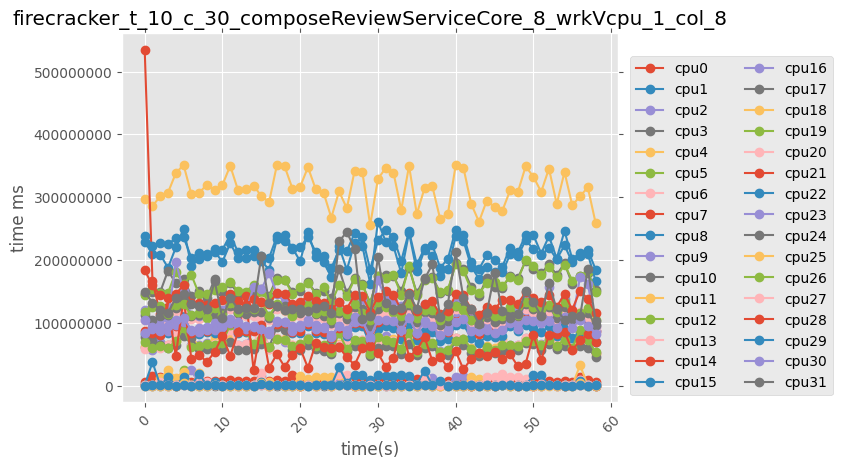 firecracker_t_10_c_30_composeReviewServiceCore_8_wrkVcpu_1_col_8
time ms
500000000
400000000
300000000
200000000
100000000
0
0
10
20
30
40
50
60
time(s)
cpu0
cpu1
cpu2
cpu3
cpu4
cpu5
cpu6
cpu7
cpu8
cpu9
cpu10
cpu11
cpu12
cpu13
cpu14
cpu15
cpu16
cpu17
cpu18
cpu19
cpu20
cpu21
cpu22
cpu23
cpu24
cpu25
cpu26
cpu27
cpu28
cpu29
cpu30
cpu31